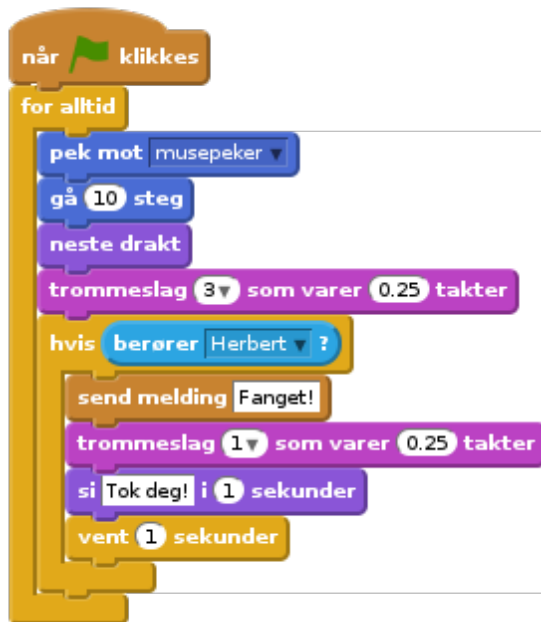 når klikkes
for alltid
pek mot musepeker
gå 10 steg
neste drakt
trommeslag 3 som varer 0.25 takter
hvis berører Herbert ?
send melding Fanget!
trommeslag 1 som varer 0.25 takter
si Tok deg! i 1 sekunder
vent 1 sekunder